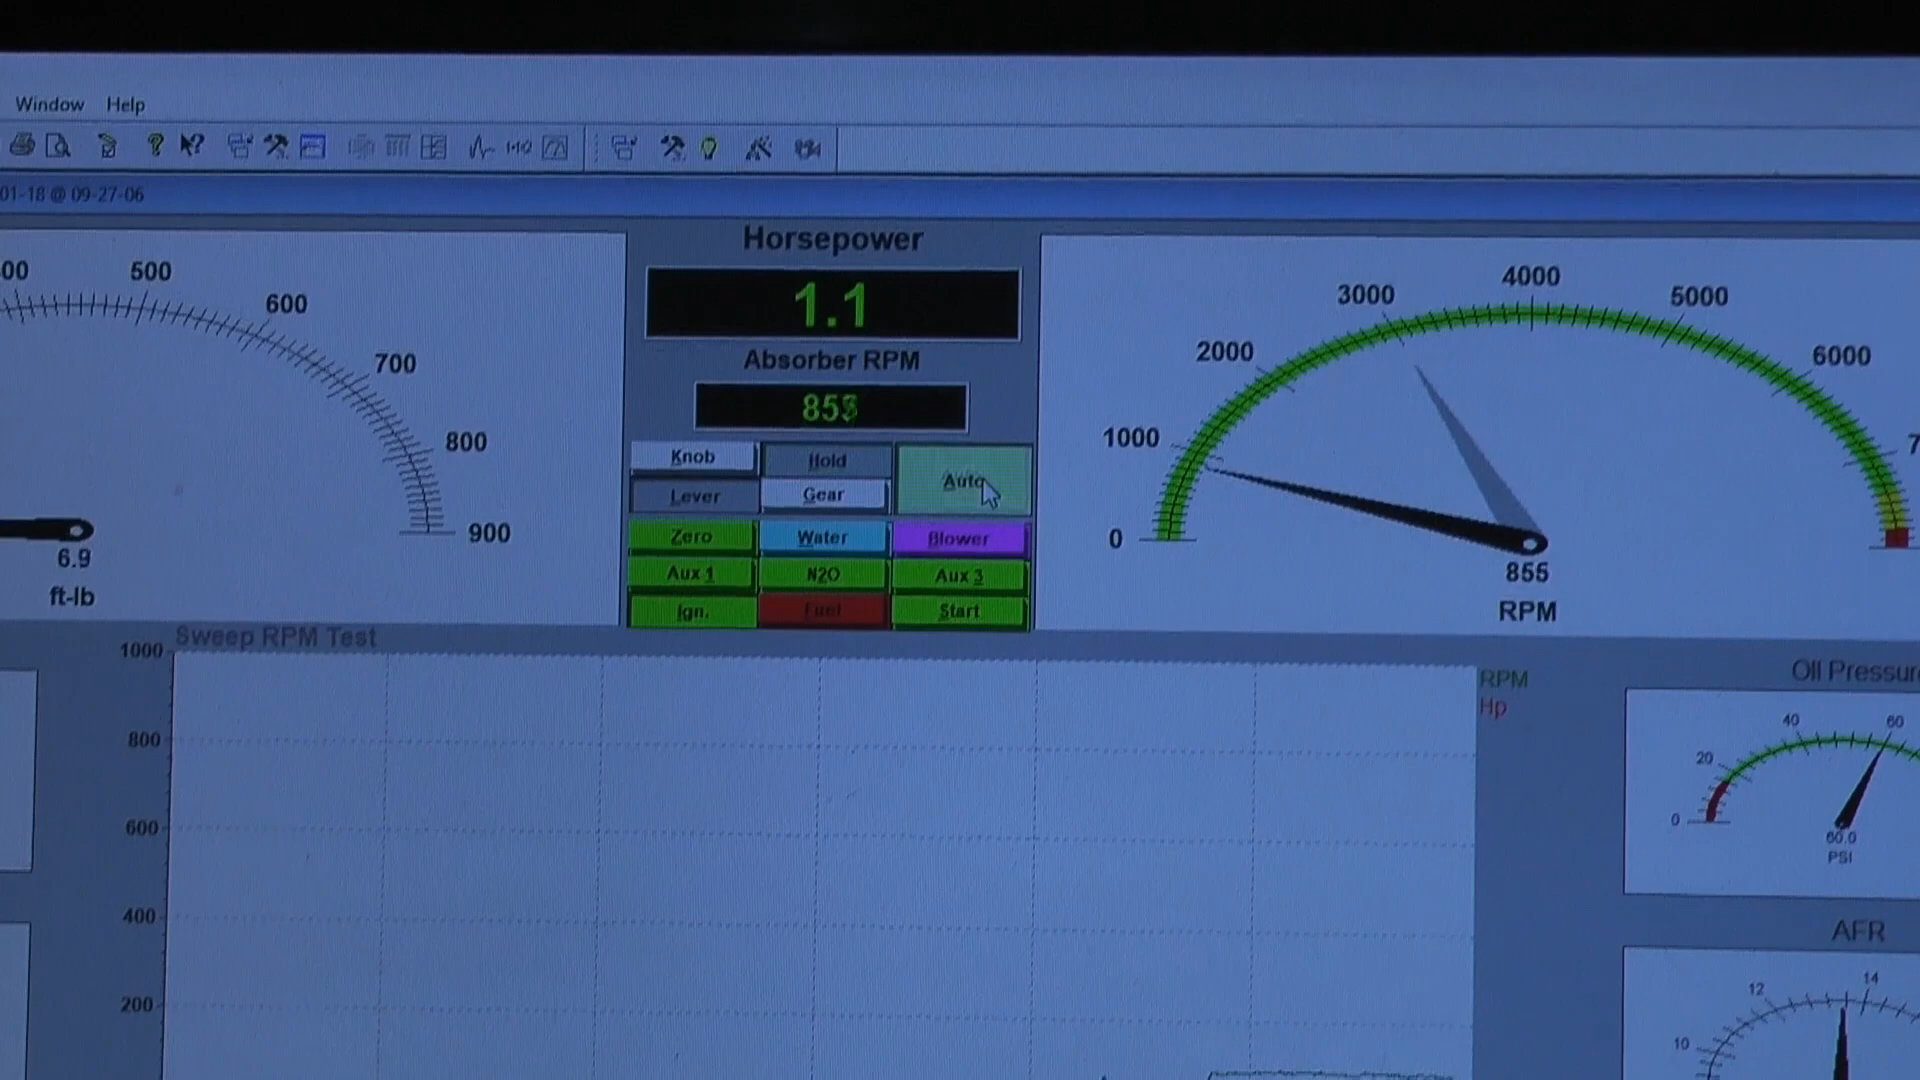 Window Help
01-18 @ 09-27-06
Horsepower
1.1
Absorber RPM
Knob Hold Auto
Lever Gear
Zero Water Blower
Aux 1 N2O Aux 3
Ign. Fuel Start
00 500 600 700 800 900
6.9
ft-lb
0 1000 2000 3000 4000 5000 6000 7
855
RPM
Sweep RPM Test
1000
800
600
400
200
RPM
Hp
Oil Pressure
0 20 40 60
60.0
PSI
AFR
10 12 14